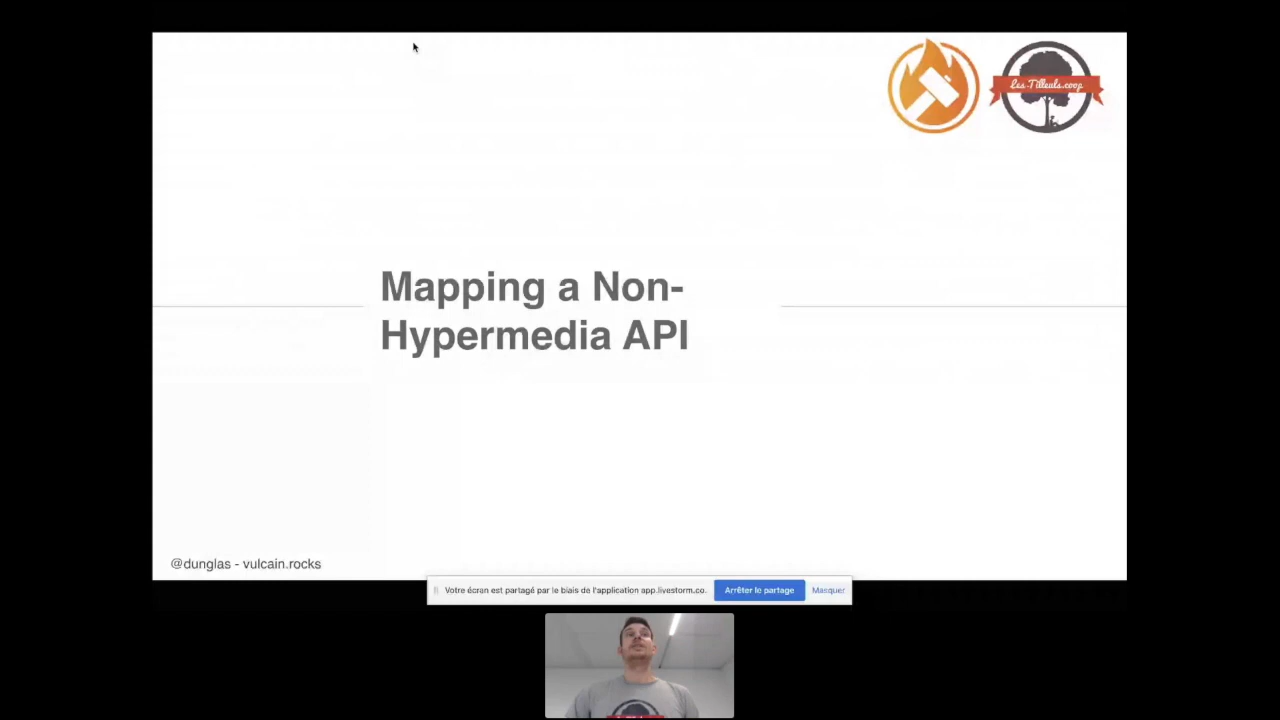 Les-Tilleuls.coop
Mapping a Non-
Hypermedia API
@dunglas - vulcain.rocks
Votre écran est partagé par le biais de l'application app.livestorm.co.
Arrêter le partage
Masquer